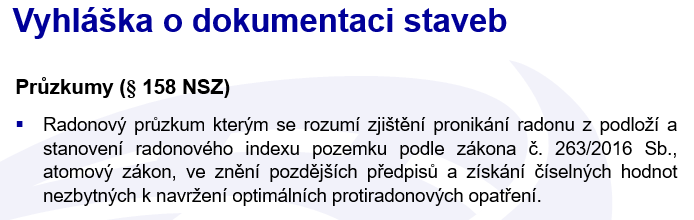 Vyhláška o dokumentaci staveb
Průzkumy (§ 158 NSZ)
▪ Radonový průzkum kterým se rozumí zjištění pronikání radonu z podloží a
stanovení radonového indexu pozemku podle zákona č. 263/2016 Sb.,
atomový zákon, ve znění pozdějších předpisů a získání číselných hodnot
nezbytných k navržení optimálních protiradonových opatření.